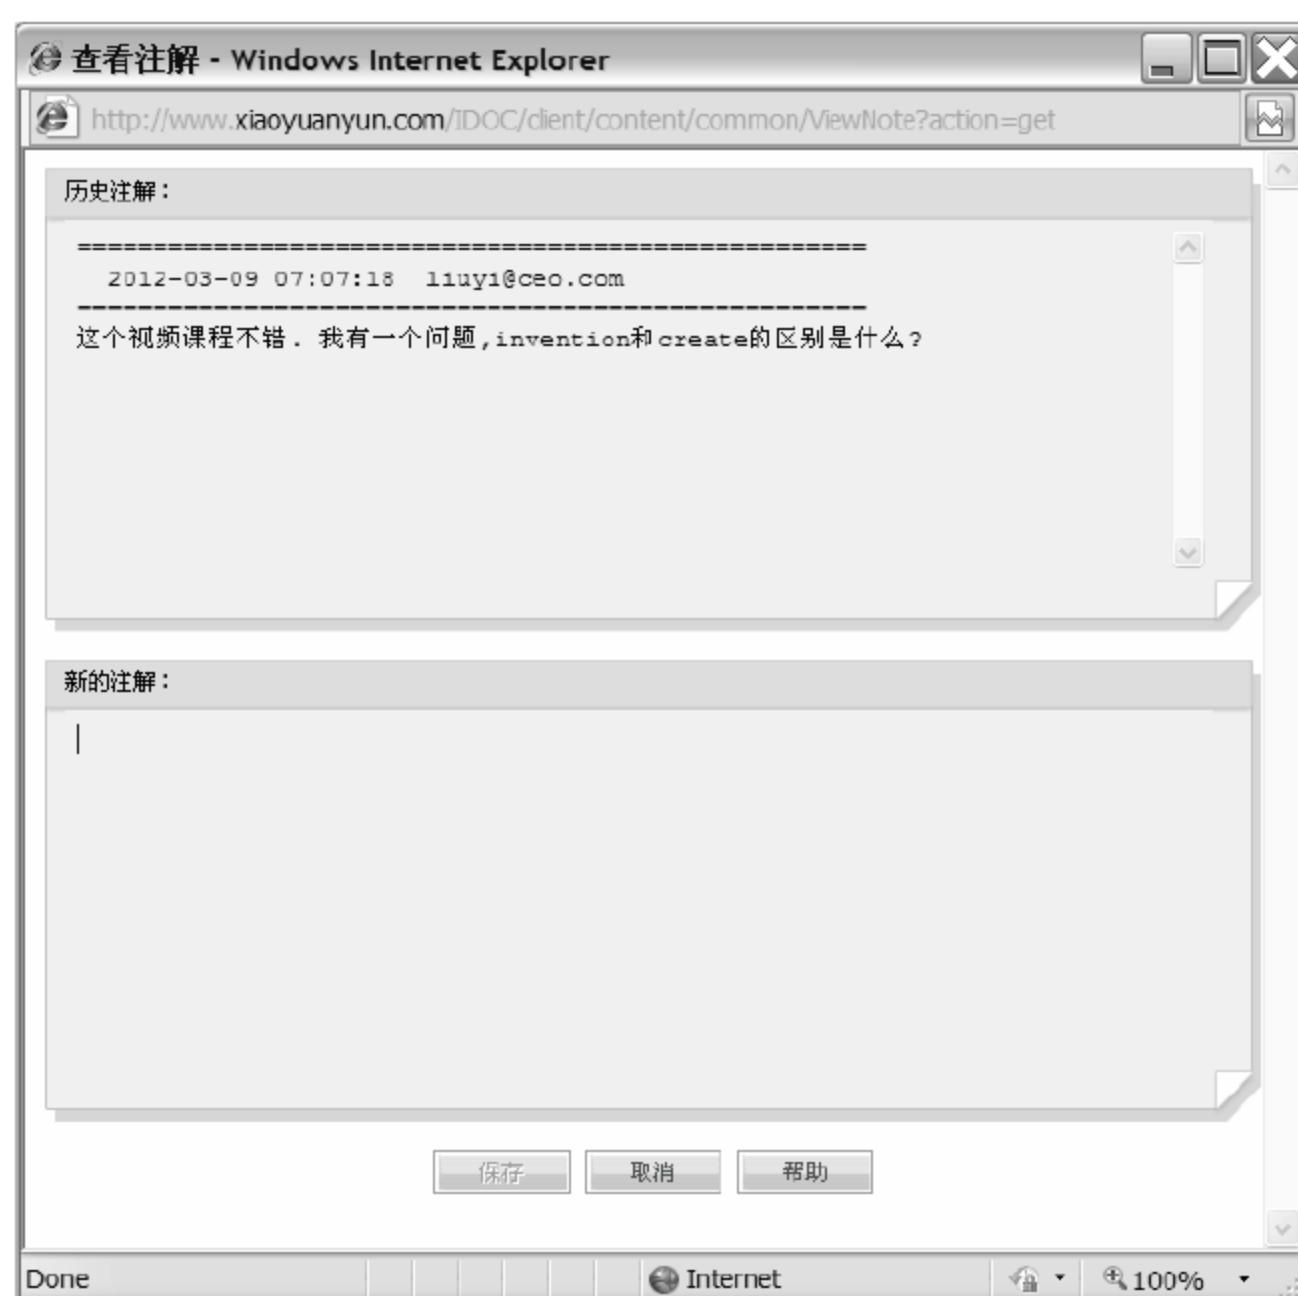 查看注解 - Windows Internet Explorer
http://www.xiaoyuanyun.com/IDOC/client/content/common/ViewNote?action=get
历史注解：
====================================================
2012-03-09 07:07:18 liuyi@ceo.com
----------------------------------------------------
这个视频课程不错. 我有一个问题,invention和create的区别是什么?
新的注解：
保存 取消 帮助
Done Internet 100%